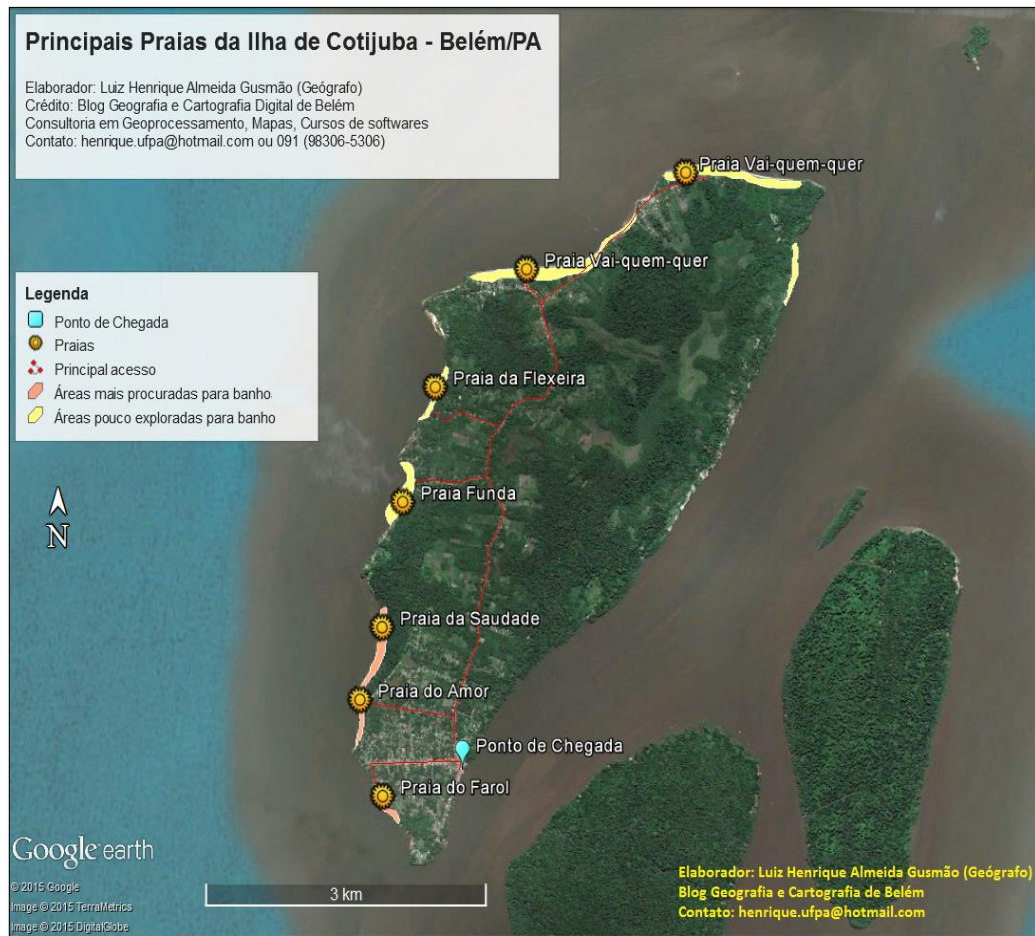 Principais Praias da Ilha de Cotijuba - Belém/PA
Elaborador: Luiz Henrique Almeida Gusmão (Geógrafo)
Crédito: Blog Geografia e Cartografia Digital de Belém
Consultoria em Geoprocessamento, Mapas, Cursos de softwares
Contato: henrique.ufpa@hotmail.com ou 091 (98306-5306)
Praia Vai-quem-quer
Praia Vai-quem-quer
Legenda
Ponto de Chegada
Praias
Principal acesso
Áreas mais procuradas para banho
Áreas pouco exploradas para banho
Praia da Flexeira
Praia Funda
N
Praia da Saudade
Praia do Amor
Ponto de Chegada
Praia do Farol
Google earth
© 2015 Google
Image © 2015 TerraMetrics
Image © 2015 DigitalGlobe
3 km
Elaborador: Luiz Henrique Almeida Gusmão (Geógrafo)
Blog Geografia e Cartografia de Belém
Contato: henrique.ufpa@hotmail.com